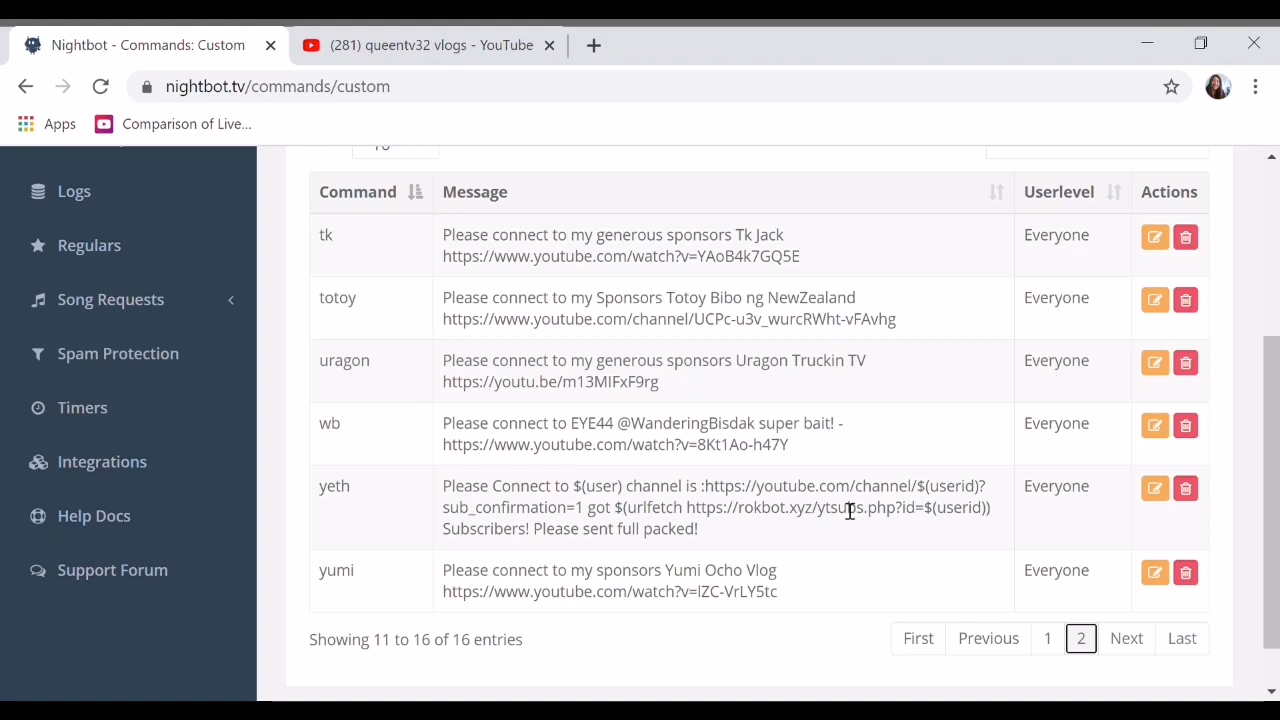 Nightbot - Commands: Custom
(281) queentv32 vlogs - YouTube
nightbot.tv/commands/custom
Apps
Comparison of Live...
Logs
Regulars
Song Requests
Spam Protection
Timers
Integrations
Help Docs
Support Forum
10
Command Message Userlevel Actions
tk
Please connect to my generous sponsors Tk Jack
https://www.youtube.com/watch?v=YAoB4k7GQ5E
Everyone
totoy
Please connect to my Sponsors Totoy Bibo ng NewZealand
https://www.youtube.com/channel/UCPc-u3v_wurcRWht-vFAvhg
Everyone
uragon
Please connect to my generous sponsors Uragon Truckin TV
https://youtu.be/m13MIFxF9rg
Everyone
wb
Please connect to EYE44 @WanderingBisdak super bait! -
https://www.youtube.com/watch?v=8Kt1Ao-h47Y
Everyone
yeth
Please Connect to $(user) channel is :https://youtube.com/channel/$(userid)?
sub_confirmation=1 got $(urlfetch https://rokbot.xyz/ytsubs.php?id=$(userid))
Subscribers! Please sent full packed!
Everyone
yumi
Please connect to my sponsors Yumi Ocho Vlog
https://www.youtube.com/watch?v=lZC-VrLY5tc
Everyone
Showing 11 to 16 of 16 entries
First Previous 1 2 Next Last